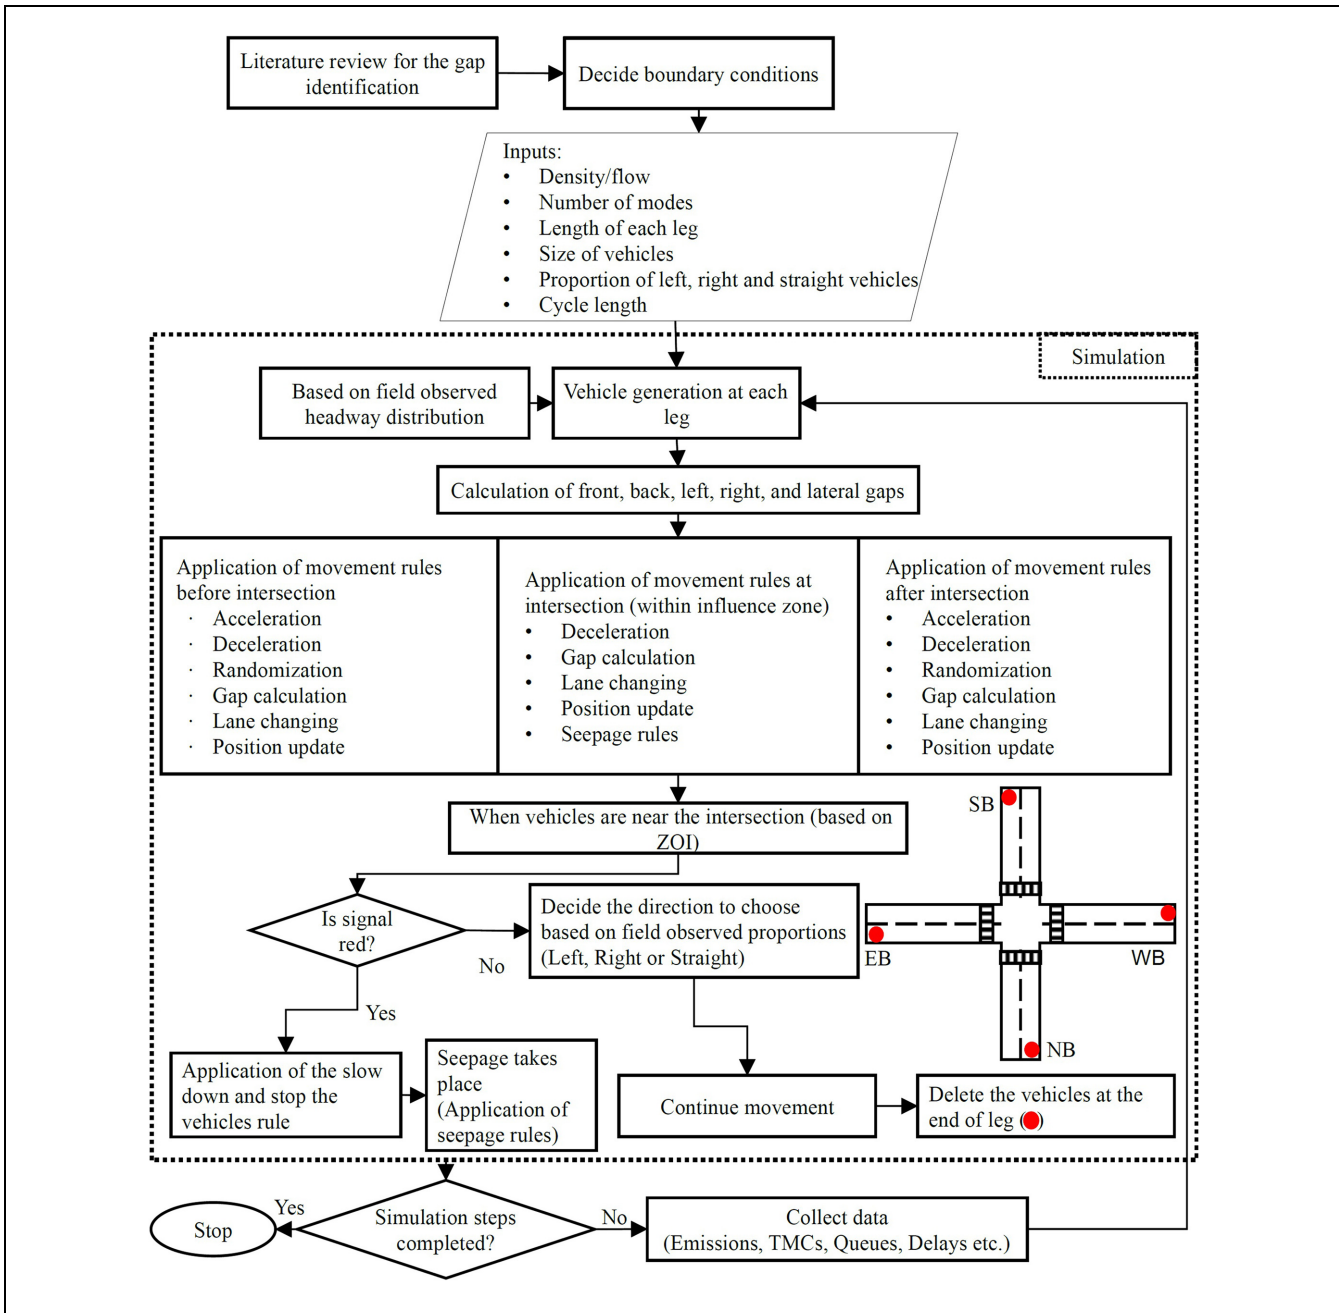 Literature review for the gap
identification
Decide boundary conditions
Inputs:
• Density/flow
• Number of modes
• Length of each leg
• Size of vehicles
• Proportion of left, right and straight vehicles
• Cycle length
Simulation
Based on field observed
headway distribution
Vehicle generation at each
leg
Calculation of front, back, left, right, and lateral gaps
Application of movement rules
before intersection
· Acceleration
· Deceleration
· Randomization
· Gap calculation
· Lane changing
· Position update
Application of movement rules at
intersection (within influence zone)
• Deceleration
• Gap calculation
• Lane changing
• Position update
• Seepage rules
Application of movement rules
after intersection
• Acceleration
• Deceleration
• Randomization
• Gap calculation
• Lane changing
• Position update
When vehicles are near the intersection (based on
ZOI)
Is signal
red?
No
Yes
Decide the direction to choose
based on field observed proportions
(Left, Right or Straight)
SB
EB
WB
NB
Application of the slow
down and stop the
vehicles rule
Seepage takes
place
(Application of
seepage rules)
Continue movement
Delete the vehicles at the
end of leg ( )
Simulation steps
completed?
Yes
No
Stop
Collect data
(Emissions, TMCs, Queues, Delays etc.)